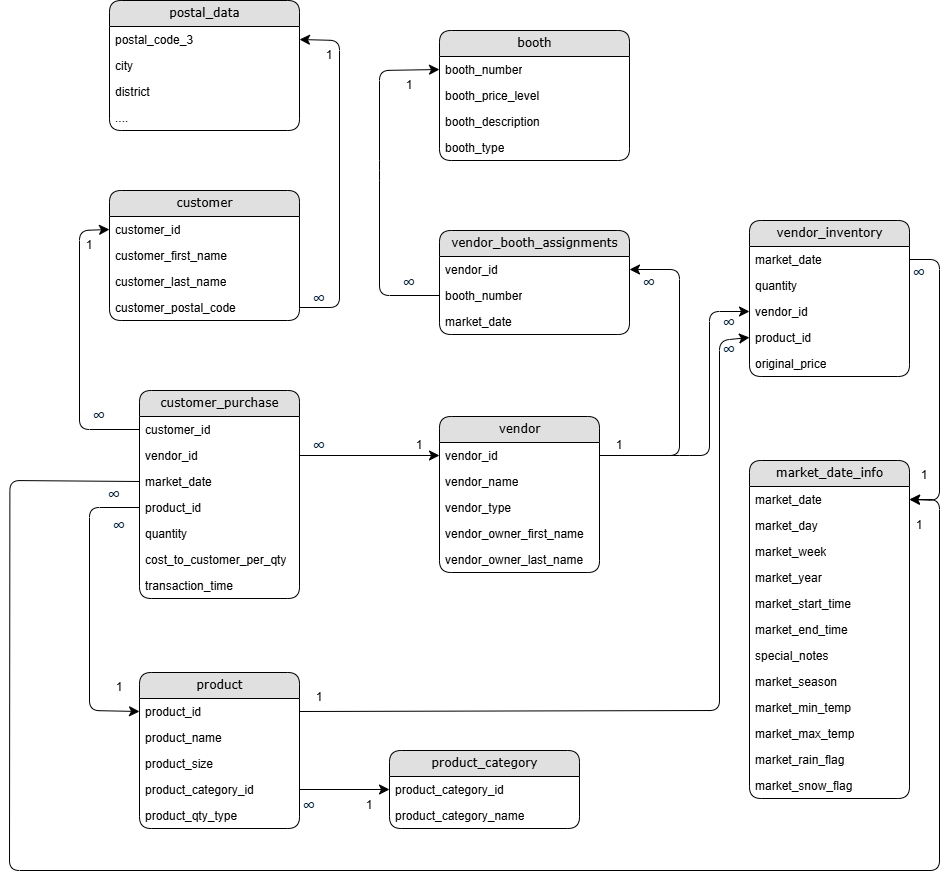 postal_data
postal_code_3
city
district
....
1
booth
booth_number
booth_price_level
booth_description
booth_type
1
customer
customer_id
customer_first_name
customer_last_name
customer_postal_code
1
∞
vendor_booth_assignments
vendor_id
booth_number
market_date
∞
∞
vendor_inventory
market_date
quantity
vendor_id
product_id
original_price
∞
∞
∞
customer_purchase
customer_id
vendor_id
market_date
product_id
quantity
cost_to_customer_per_qty
transaction_time
∞
∞
∞
∞
1
vendor
vendor_id
vendor_name
vendor_type
vendor_owner_first_name
vendor_owner_last_name
1
market_date_info
market_date
market_day
market_week
market_year
market_start_time
market_end_time
special_notes
market_season
market_min_temp
market_max_temp
market_rain_flag
market_snow_flag
1
1
product
product_id
product_name
product_size
product_category_id
product_qty_type
1
1
∞
1
product_category
product_category_id
product_category_name